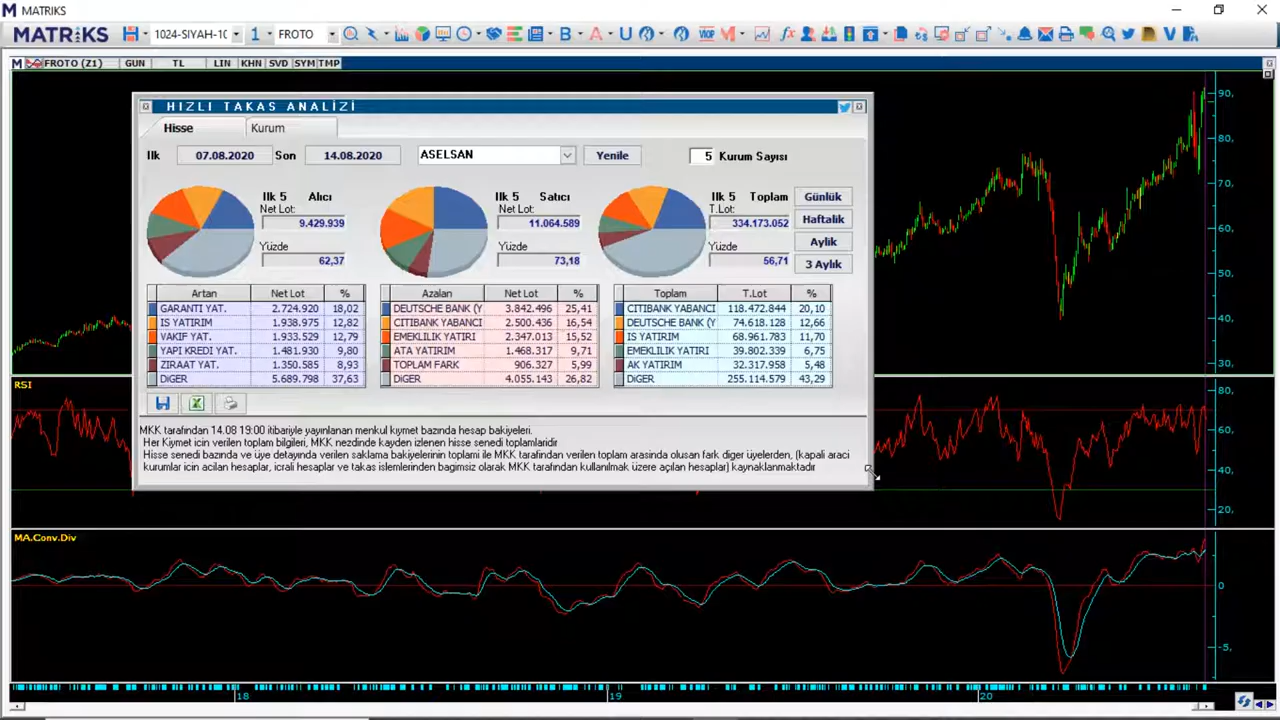 MATRIKS
MATRIKS 1024-SIYAH-10 1 FROTO
FROTO (Z1) GUN TL LIN KHN SVD SYM TMP
HIZLI TAKAS ANALİZİ
Hisse Kurum
Ilk 07.08.2020 Son 14.08.2020 ASELSAN Yenile 5 Kurum Sayısı
Ilk 5 Alıcı
Net Lot:
9.429.939
Yüzde
62,37
Ilk 5 Satıcı
Net Lot:
11.064.589
Yüzde
73,18
Ilk 5 Toplam
T.Lot:
334.173.052
Yüzde
56,71
Günlük
Haftalık
Aylık
3 Aylık
Artan Net Lot %
GARANTI YAT. 2.724.920 18,02
IS YATIRIM 1.938.975 12,82
VAKIF YAT. 1.933.529 12,79
YAPI KREDI YAT. 1.481.930 9,80
ZIRAAT YAT. 1.350.585 8,93
DiGER 5.689.798 37,63
Azalan Net Lot %
DEUTSCHE BANK (Y 3.842.496 25,41
CITIBANK YABANCI 2.500.436 16,54
EMEKLILIK YATIRI 2.347.013 15,52
ATA YATIRIM 1.468.317 9,71
TOPLAM FARK 906.327 5,99
DiGER 4.055.143 26,82
Toplam T.Lot %
CITIBANK YABANCI 118.472.844 20,10
DEUTSCHE BANK (Y 74.618.128 12,66
IS YATIRIM 68.961.783 11,70
EMEKLILIK YATIRI 39.802.339 6,75
AK YATIRIM 32.317.958 5,48
DiGER 255.114.579 43,29
MKK tarafından 14.08 19:00 itibariyle yayınlanan menkul kıymet bazında hesap bakiyeleri.
Her Kıymet icin verilen toplam bilgileri, MKK nezdinde kayden izlenen hisse senedi toplamlaridir
Hisse senedi bazında ve üye detayında verilen saklama bakiyelerinin toplami ile MKK tarafından verilen toplam arasında olusan fark diger üyelerden, (kapali araci
kurumlar icin acilan hesaplar, icrali hesaplar ve takas islemlerinden bagimsiz olarak MKK tarafından kullanılmak üzere açılan hesaplar) kaynaklanmaktadır
90,
80,
70,
60,
50,
40,
30,
RSI
80,
60,
40,
20,
MA.Conv.Div
0
-5,
18 19 20